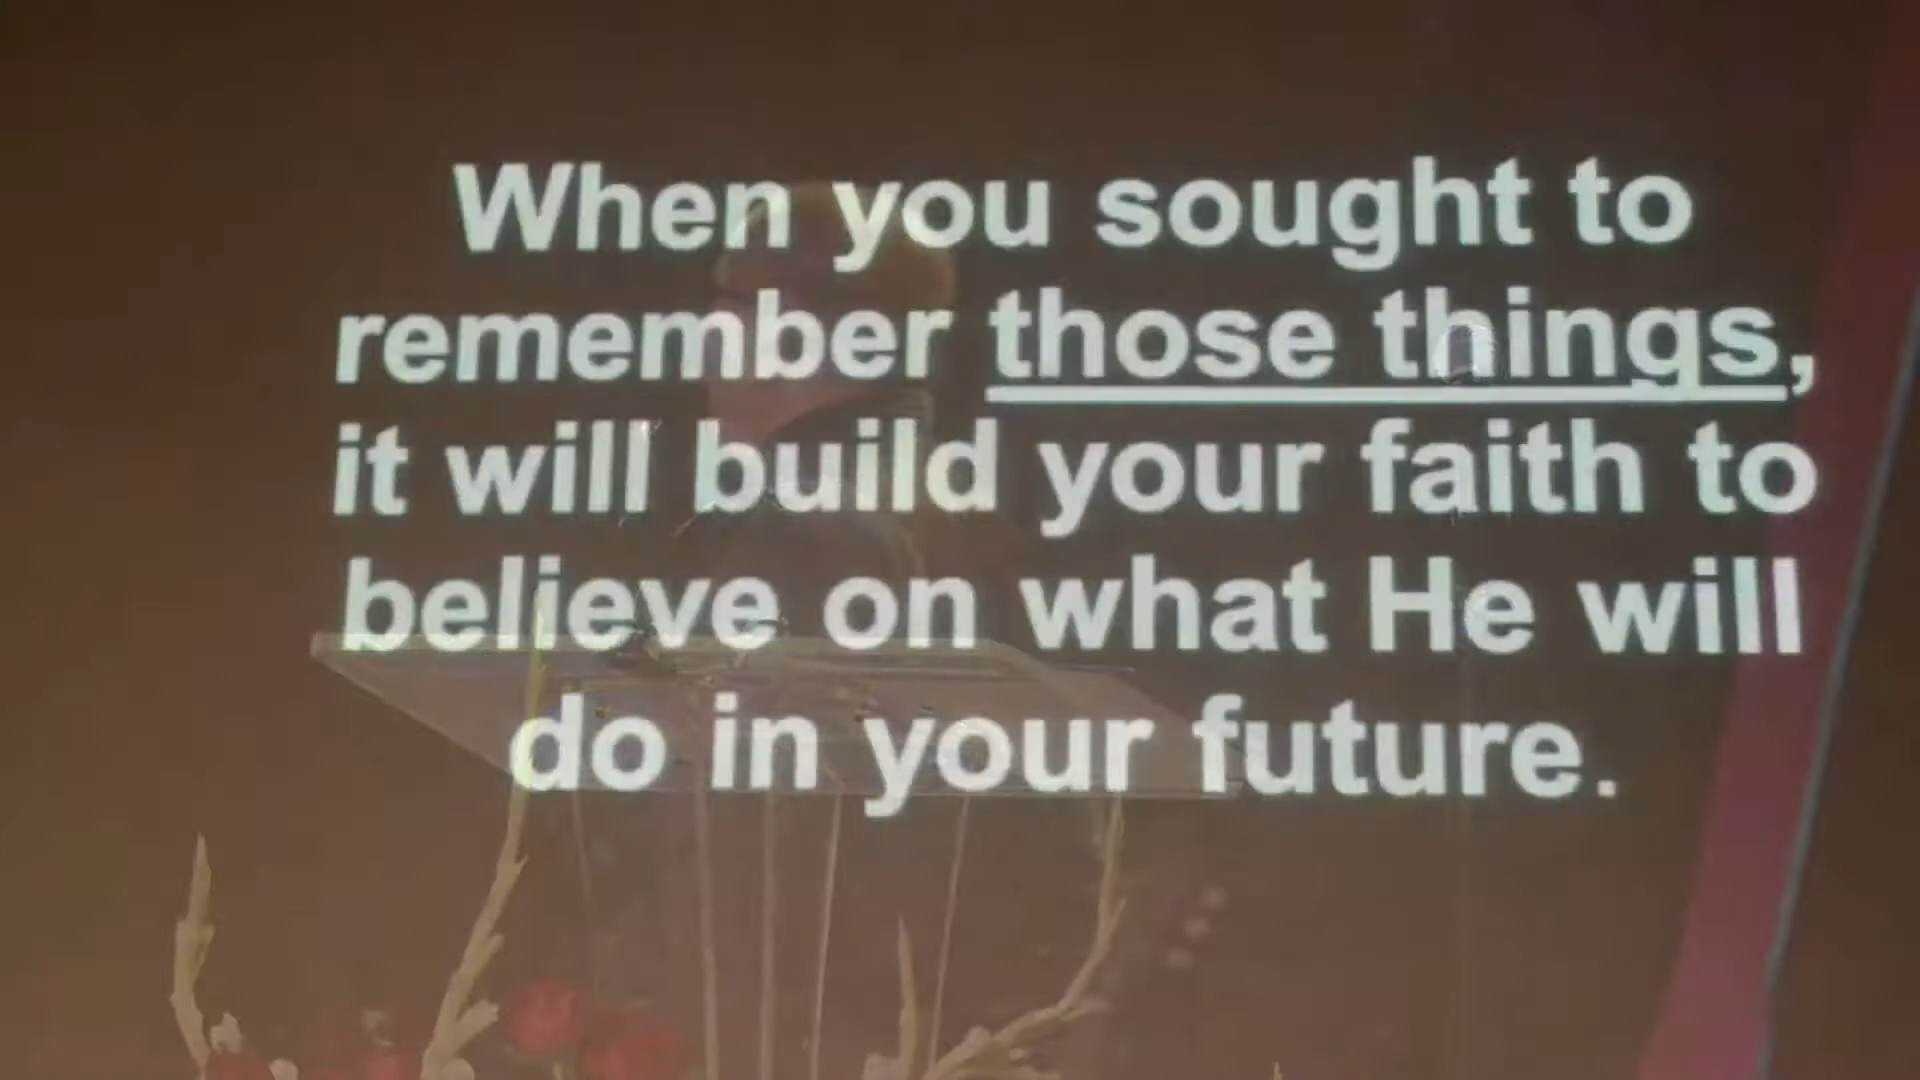 When you sought to
remember those things,
it will build your faith to
believe on what He will
do in your future.